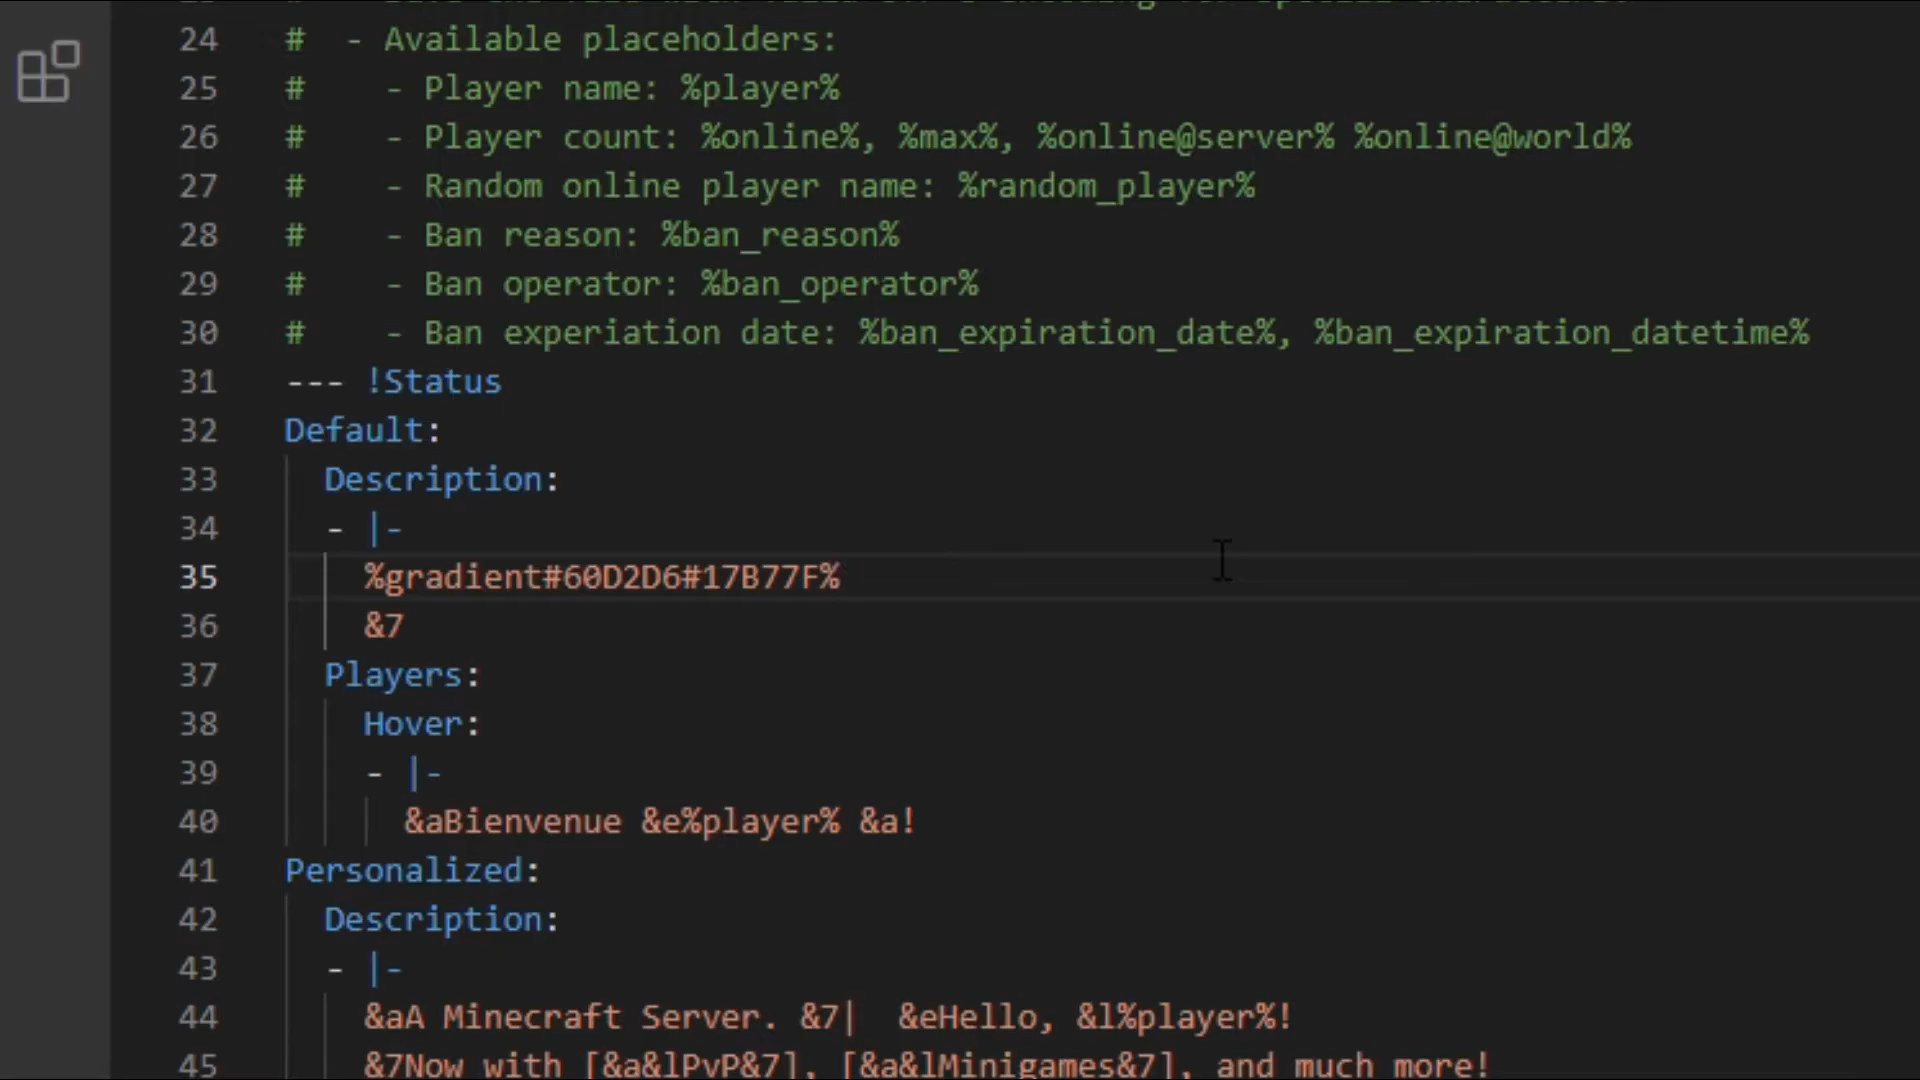 24 #  - Available placeholders:
25 #    - Player name: %player%
26 #    - Player count: %online%, %max%, %online@server% %online@world%
27 #    - Random online player name: %random_player%
28 #    - Ban reason: %ban_reason%
29 #    - Ban operator: %ban_operator%
30 #    - Ban experiation date: %ban_expiration_date%, %ban_expiration_datetime%
31 --- !Status
32 Default:
33   Description:
34   - |-
35     %gradient#60D2D6#17B77F%
36     &7
37   Players:
38     Hover:
39     - |-
40       &aBienvenue &e%player% &a!
41 Personalized:
42   Description:
43   - |-
44     &aA Minecraft Server. &7|  &eHello, &l%player%!
45     &7Now with [&a&lPvP&7], [&a&lMinigames&7], and much more!